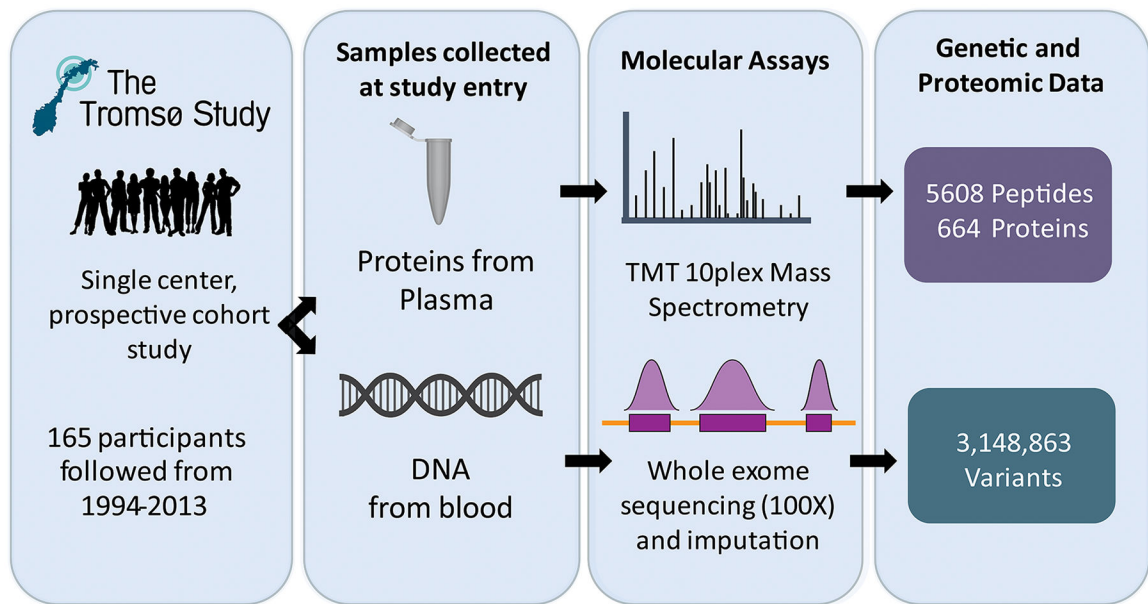 The
Tromsø Study
Single center,
prospective cohort
study
165 participants
followed from
1994-2013
Samples collected
at study entry
Proteins from
Plasma
DNA
from blood
Molecular Assays
TMT 10plex Mass
Spectrometry
Whole exome
sequencing (100X)
and imputation
Genetic and
Proteomic Data
5608 Peptides
664 Proteins
3,148,863
Variants